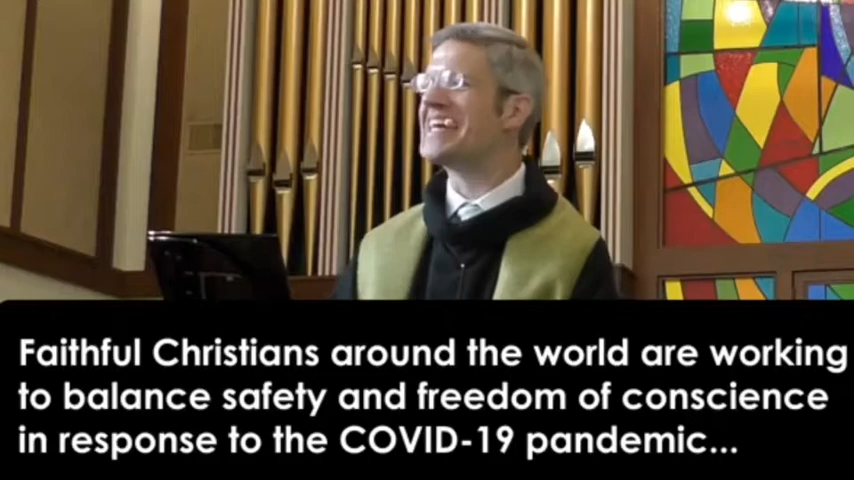 Faithful Christians around the world are working
to balance safety and freedom of conscience
in response to the COVID-19 pandemic...